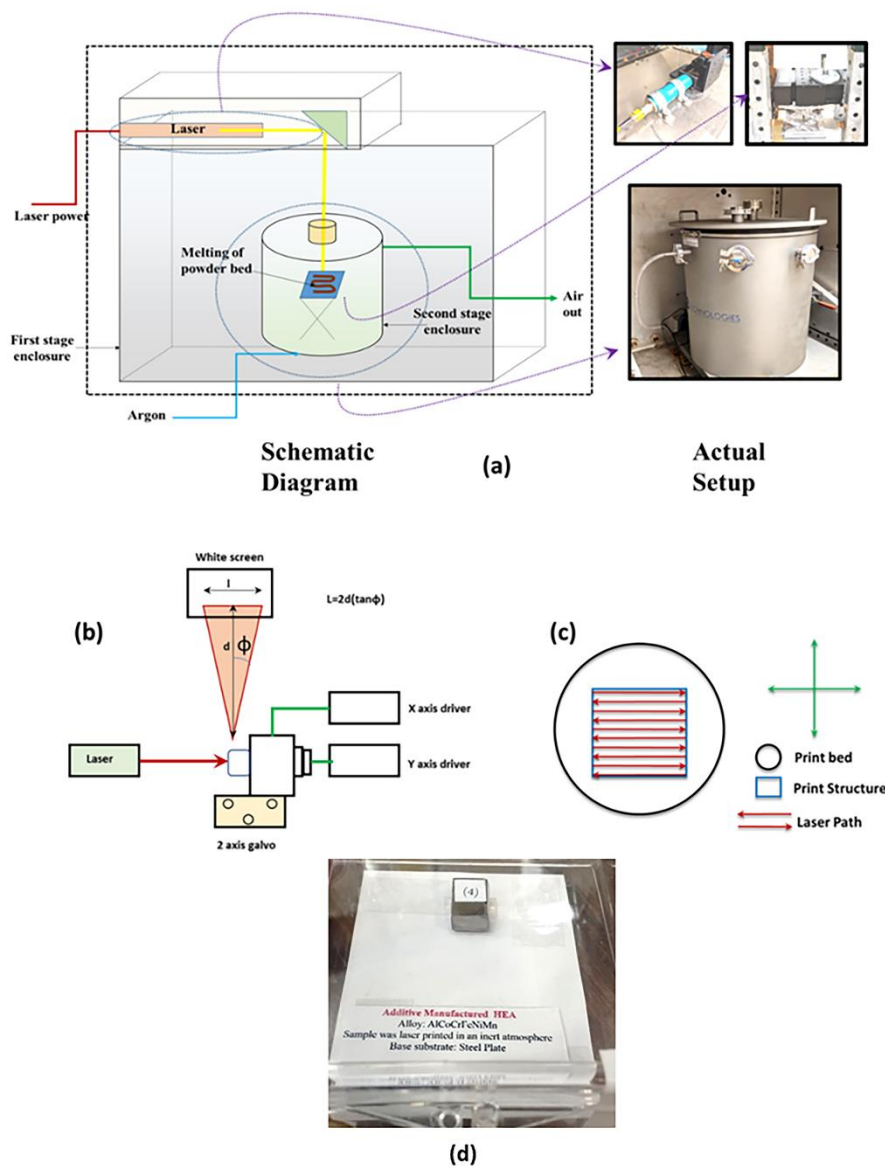 Laser
Laser power
Melting of
powder bed
First stage
enclosure
Second stage
enclosure
Air
out
Argon
Schematic
Diagram
(a)
Actual
Setup
White screen
l
L=2d(tanϕ)
(b)
d
ϕ
X axis driver
Laser
Y axis driver
2 axis galvo
(c)
Print bed
Print Structure
Laser Path
(4)
Additive Manufactured HEA
Alloy: AlCoCrFeNiMn
Sample was laser printed in an inert atmosphere
Base substrate: Steel Plate
(d)